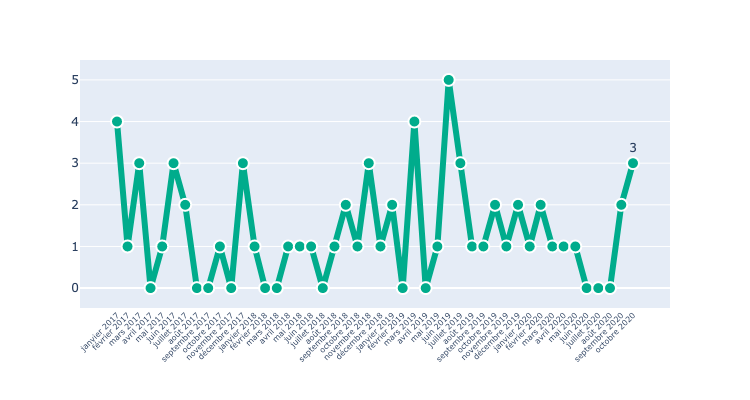 5
4
3
2
1
0
3
janvier 2017
février 2017
mars 2017
avril 2017
mai 2017
juin 2017
juillet 2017
août 2017
septembre 2017
octobre 2017
novembre 2017
décembre 2017
janvier 2018
février 2018
mars 2018
avril 2018
mai 2018
juin 2018
juillet 2018
août 2018
septembre 2018
octobre 2018
novembre 2018
décembre 2018
janvier 2019
février 2019
mars 2019
avril 2019
mai 2019
juin 2019
juillet 2019
août 2019
septembre 2019
octobre 2019
novembre 2019
décembre 2019
janvier 2020
février 2020
mars 2020
avril 2020
mai 2020
juin 2020
juillet 2020
août 2020
septembre 2020
octobre 2020